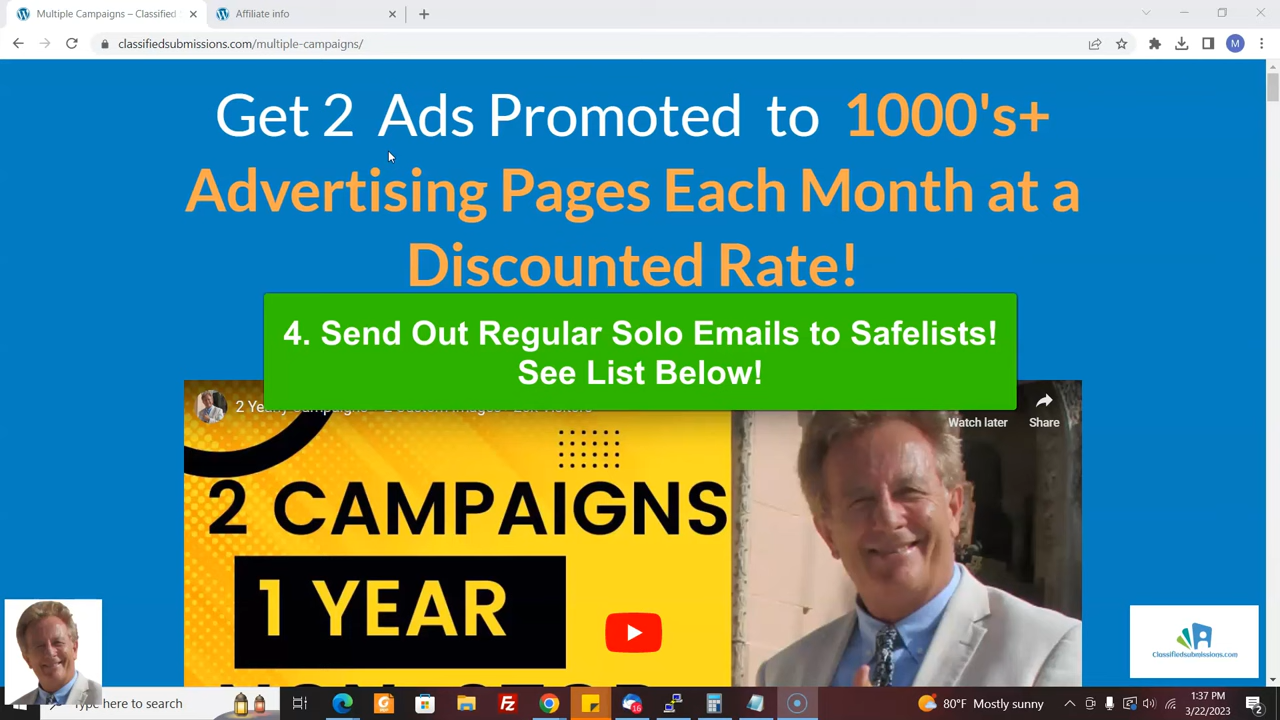 Multiple Campaigns – Classified
Affiliate info
classifiedsubmissions.com/multiple-campaigns/
M
Get 2 Ads Promoted to 1000's+
Advertising Pages Each Month at a
Discounted Rate!
4. Send Out Regular Solo Emails to Safelists!
See List Below!
Watch later
Share
2 CAMPAIGNS
1 YEAR
Classifiedsubmissions.com
Type here to search
16
80°F Mostly sunny
1:37 PM
3/22/2023
2